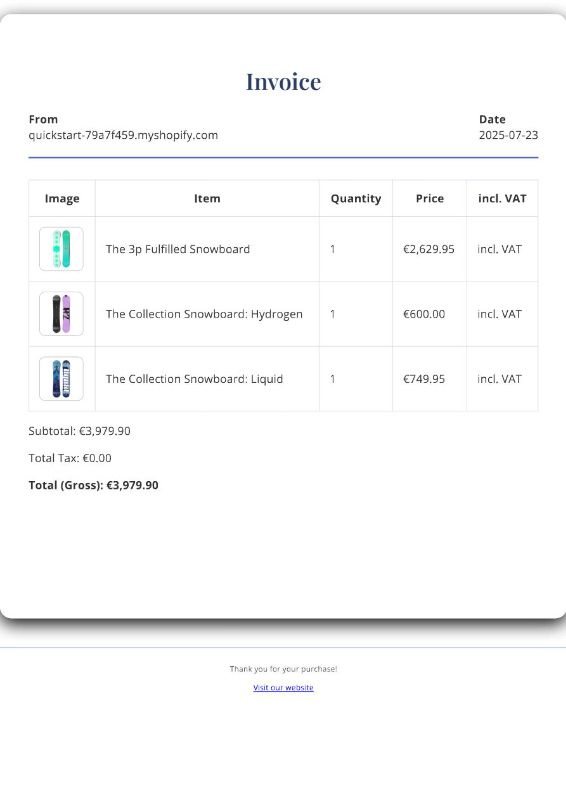 Invoice
From
quickstart-79a7f459.myshopify.com
Date
2025-07-23
Image Item Quantity Price incl. VAT
The 3p Fulfilled Snowboard 1 €2,629.95 incl. VAT
The Collection Snowboard: Hydrogen 1 €600.00 incl. VAT
The Collection Snowboard: Liquid 1 €749.95 incl. VAT
Subtotal: €3,979.90
Total Tax: €0.00
Total (Gross): €3,979.90
Thank you for your purchase!
Visit our website